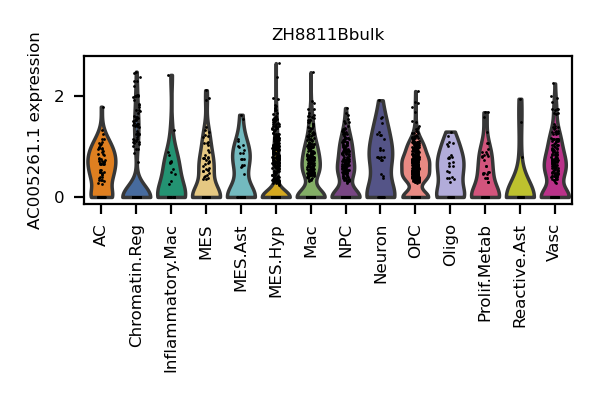 ZH8811Bbulk
AC005261.1 expression
2
0
AC
Chromatin.Reg
Inflammatory.Mac
MES
MES.Ast
MES.Hyp
Mac
NPC
Neuron
OPC
Oligo
Prolif.Metab
Reactive.Ast
Vasc